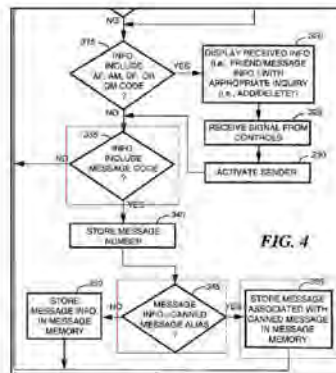 NO
315
INFO.
INCLUDE
AF, AM, DF, OR
DM CODE
?
YES
NO
DISPLAY RECEIVED INFO
(i.e., FRIEND/MESSAGE
INFO) WITH
APPROPRIATE INQUIRY
(i.e., ADD/DELETE)
RECEIVE SIGNAL FROM
CONTROLS
ACTIVATE SENDER
335
INFO
INCLUDE
MESSAGE CODE
?
NO
YES
340
STORE MESSAGE
NUMBER
FIG. 4
345
MESSAGE
INFO=CANNED
MESSAGE ALIAS
?
NO
YES
350
STORE
MESSAGE INFO.
IN MESSAGE
MEMORY
355
STORE MESSAGE
ASSOCIATED WITH
CANNED MESSAGE
IN MESSAGE
MEMORY